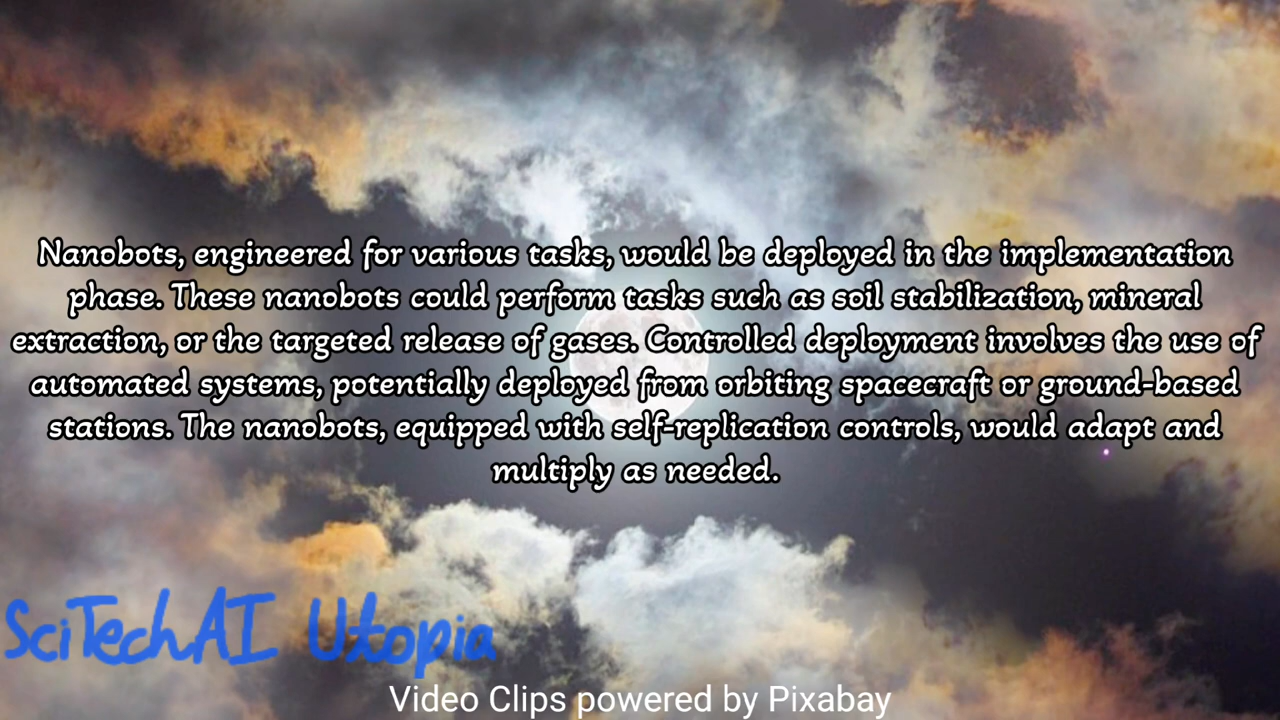 Nanobots, engineered for various tasks, would be deployed in the implementation
phase. These nanobots could perform tasks such as soil stabilization, mineral
extraction, or the targeted release of gases. Controlled deployment involves the use of
automated systems, potentially deployed from orbiting spacecraft or ground-based
stations. The nanobots, equipped with self-replication controls, would adapt and
multiply as needed.
SciTechAI Utopia
Video Clips powered by Pixabay